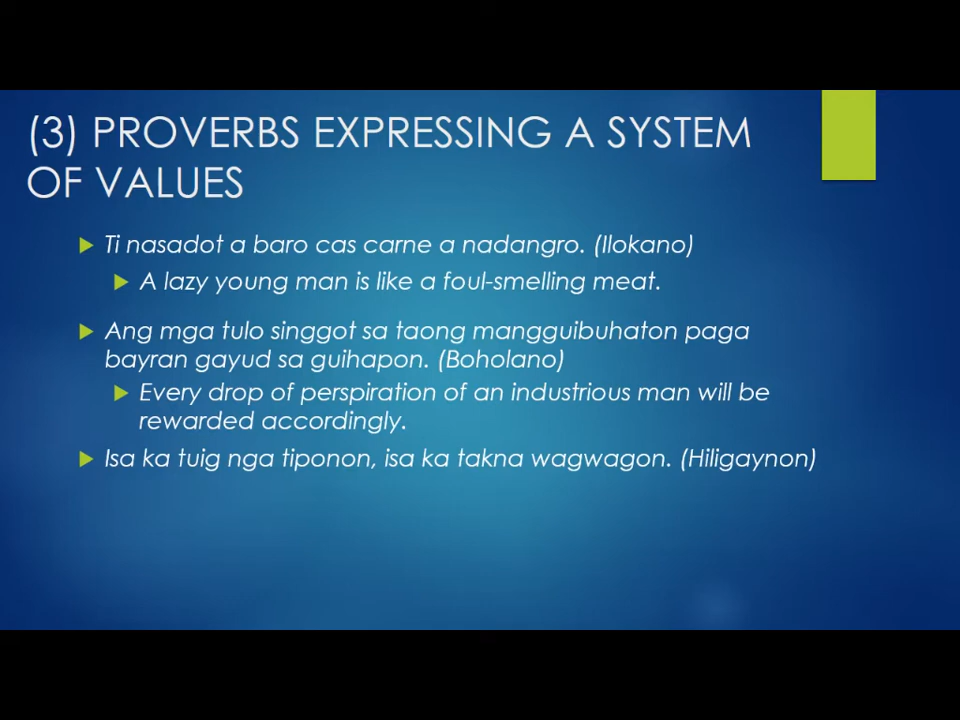 (3) PROVERBS EXPRESSING A SYSTEM
OF VALUES
Ti nasadot a baro cas carne a nadangro. (Ilokano)
A lazy young man is like a foul-smelling meat.
Ang mga tulo singgot sa taong mangguibuhaton paga
bayran gayud sa guihapon. (Boholano)
Every drop of perspiration of an industrious man will be
rewarded accordingly.
Isa ka tuig nga tiponon, isa ka takna wagwagon. (Hiligaynon)